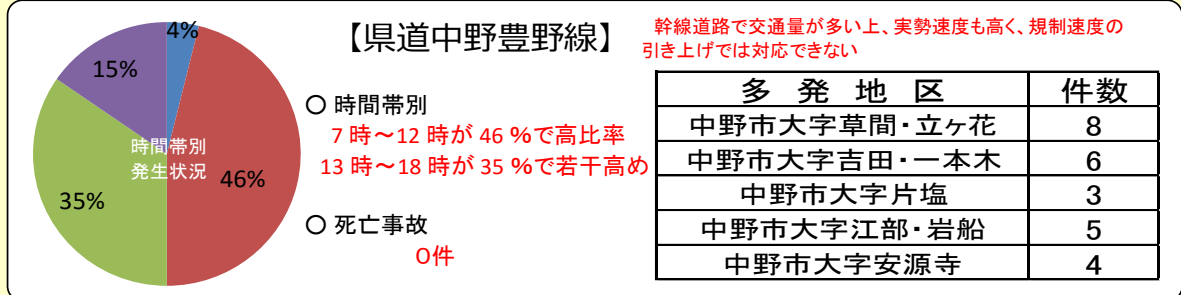 【県道中野豊野線】
幹線道路で交通量が多い上、実勢速度も高く、規制速度の
引き上げでは対応できない
4%
15%
46%
35%
時間帯別
発生状況
○ 時間帯別
7 時～12 時が 46 %で高比率
13 時～18 時が 35 %で若干高め
○ 死亡事故
0件
多 発 地 区 件数
中野市大字草間・立ヶ花 8
中野市大字吉田・一本木 6
中野市大字片塩 3
中野市大字江部・岩船 5
中野市大字安源寺 4